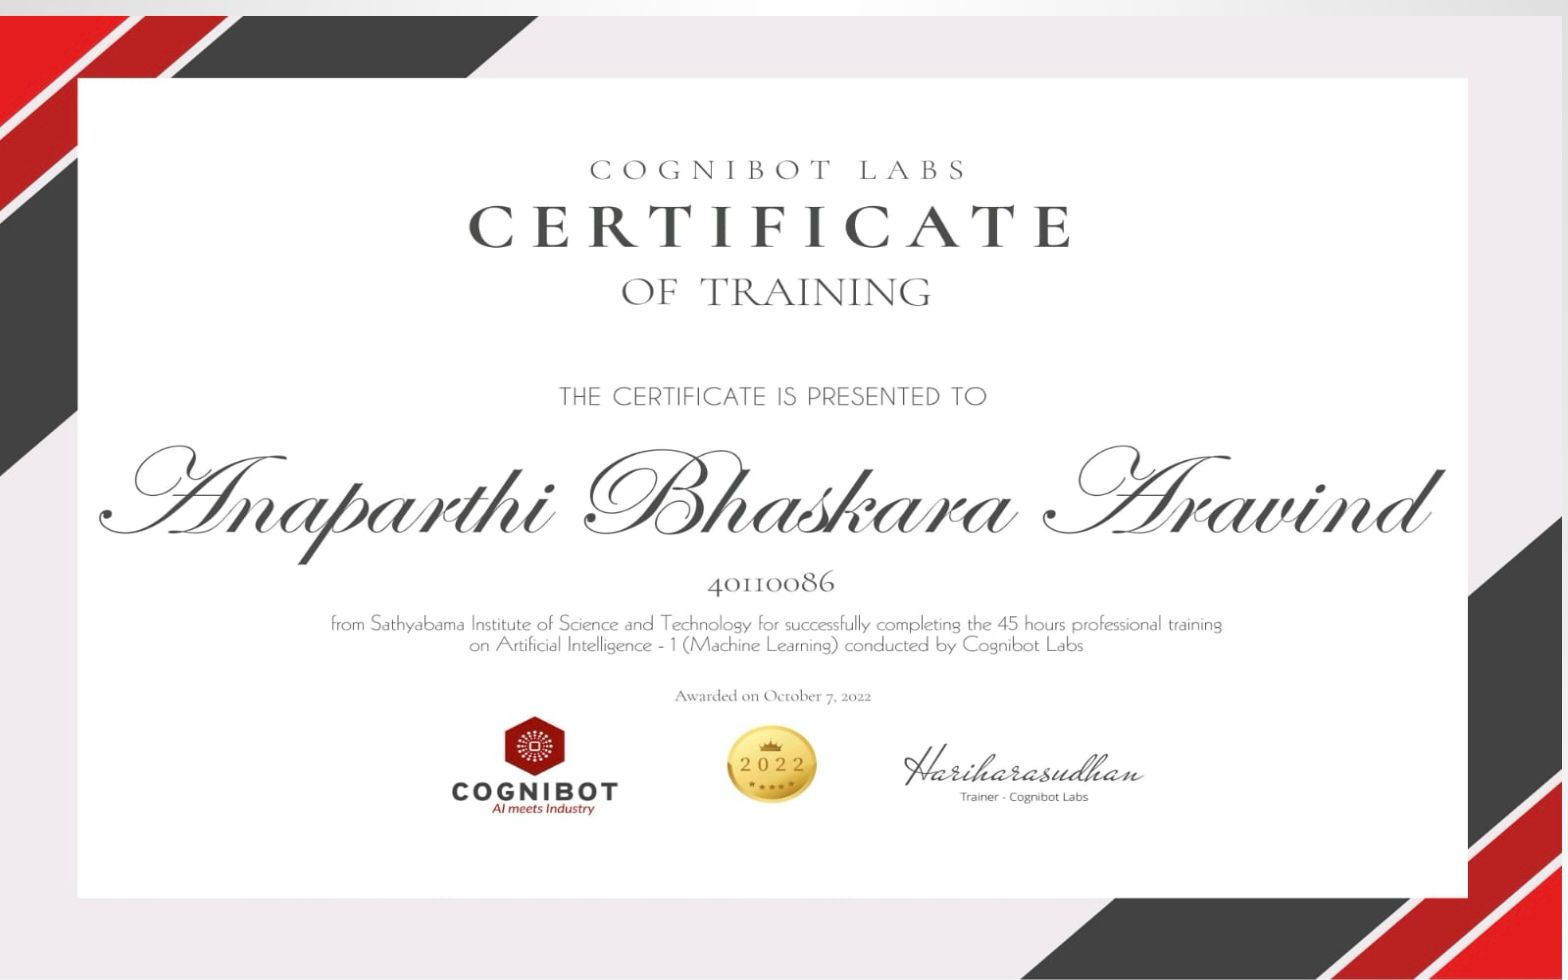 COGNIBOT LABS
CERTIFICATE
OF TRAINING
THE CERTIFICATE IS PRESENTED TO
Anaparthi Bhaskara Aravind
40110086
from Sathyabama Institute of Science and Technology for successfully completing the 45 hours professional training
on Artificial Intelligence - 1 (Machine Learning) conducted by Cognibot Labs
Awarded on October 7, 2022
COGNIBOT
AI meets Industry
2022
Hariharasudhan
Trainer - Cognibot Labs